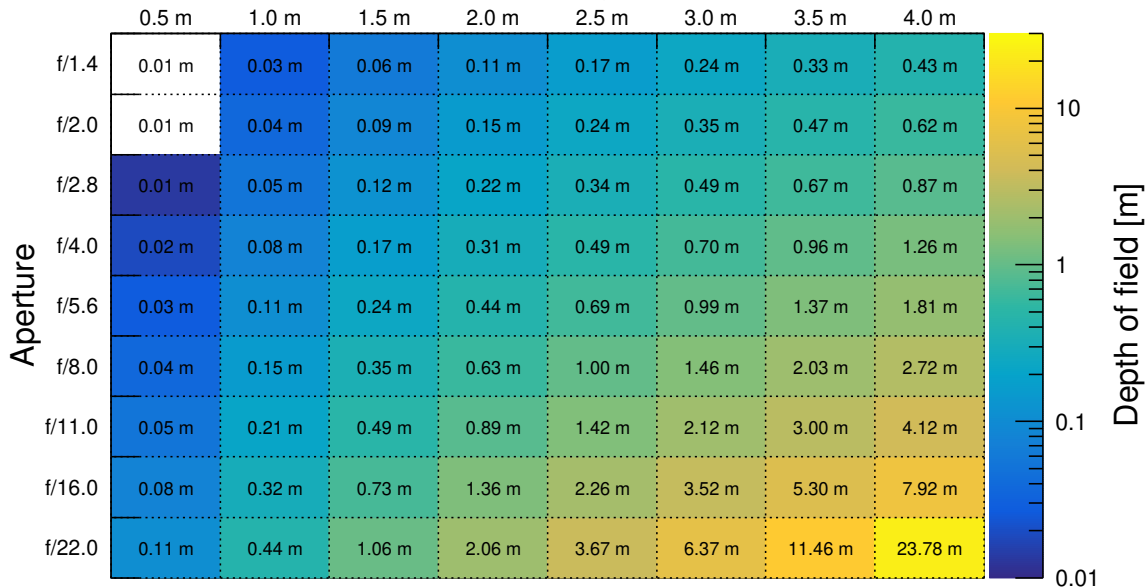 0.5 m 1.0 m 1.5 m 2.0 m 2.5 m 3.0 m 3.5 m 4.0 m
f/1.4 0.01 m 0.03 m 0.06 m 0.11 m 0.17 m 0.24 m 0.33 m 0.43 m
f/2.0 0.01 m 0.04 m 0.09 m 0.15 m 0.24 m 0.35 m 0.47 m 0.62 m
f/2.8 0.01 m 0.05 m 0.12 m 0.22 m 0.34 m 0.49 m 0.67 m 0.87 m
f/4.0 0.02 m 0.08 m 0.17 m 0.31 m 0.49 m 0.70 m 0.96 m 1.26 m
f/5.6 0.03 m 0.11 m 0.24 m 0.44 m 0.69 m 0.99 m 1.37 m 1.81 m
f/8.0 0.04 m 0.15 m 0.35 m 0.63 m 1.00 m 1.46 m 2.03 m 2.72 m
f/11.0 0.05 m 0.21 m 0.49 m 0.89 m 1.42 m 2.12 m 3.00 m 4.12 m
f/16.0 0.08 m 0.32 m 0.73 m 1.36 m 2.26 m 3.52 m 5.30 m 7.92 m
f/22.0 0.11 m 0.44 m 1.06 m 2.06 m 3.67 m 6.37 m 11.46 m 23.78 m
Aperture
10
1
0.1
0.01
Depth of field [m]